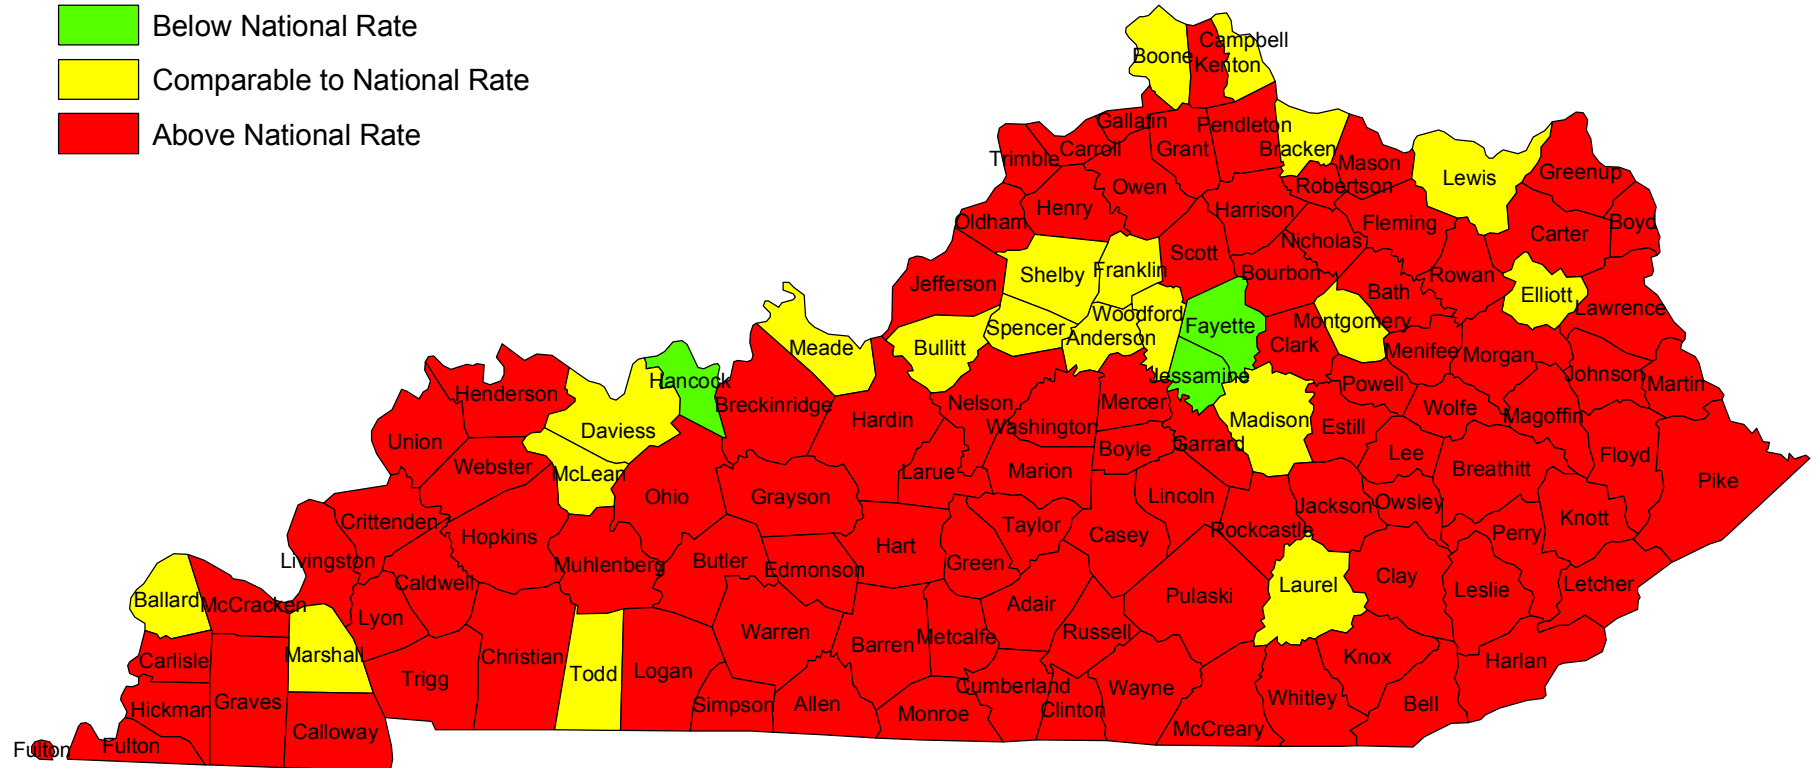 Below National Rate
Comparable to National Rate
Above National Rate
Campbell
Boone
Kenton
Gallatin
Pendleton
Carroll
Grant
Bracken
Trimble
Mason
Lewis
Greenup
Owen
Robertson
Henry
Harrison
Oldham
Fleming
Boyd
Carter
Nicholas
Scott
Franklin
Shelby
Bourbon
Rowan
Jefferson
Bath
Elliott
Lawrence
Woodford
Montgomery
Spencer
Fayette
Anderson
Clark
Meade
Bullitt
Menifee
Morgan
Johnson
Jessamine
Hancock
Powell
Martin
Henderson
Breckinridge
Nelson
Mercer
Wolfe
Magoffin
Hardin
Madison
Washington
Estill
Daviess
Union
Garrard
Boyle
Lee
Floyd
Webster
McLean
Larue
Marion
Breathitt
Pike
Ohio
Grayson
Lincoln
Jackson
Owsley
Crittenden
Taylor
Knott
Rockcastle
Perry
Hopkins
Casey
Hart
Livingston
Muhlenberg
Butler
Edmonson
Green
Caldwell
Clay
Laurel
Letcher
Leslie
Ballard
McCracken
Adair
Pulaski
Lyon
Warren
Russell
Metcalfe
Barren
Marshall
Christian
Carlisle
Knox
Harlan
Todd
Logan
Trigg
Cumberland
Wayne
Whitley
Graves
Hickman
Simpson
Allen
Bell
Clinton
Monroe
McCreary
Calloway
Fulton
Fulton